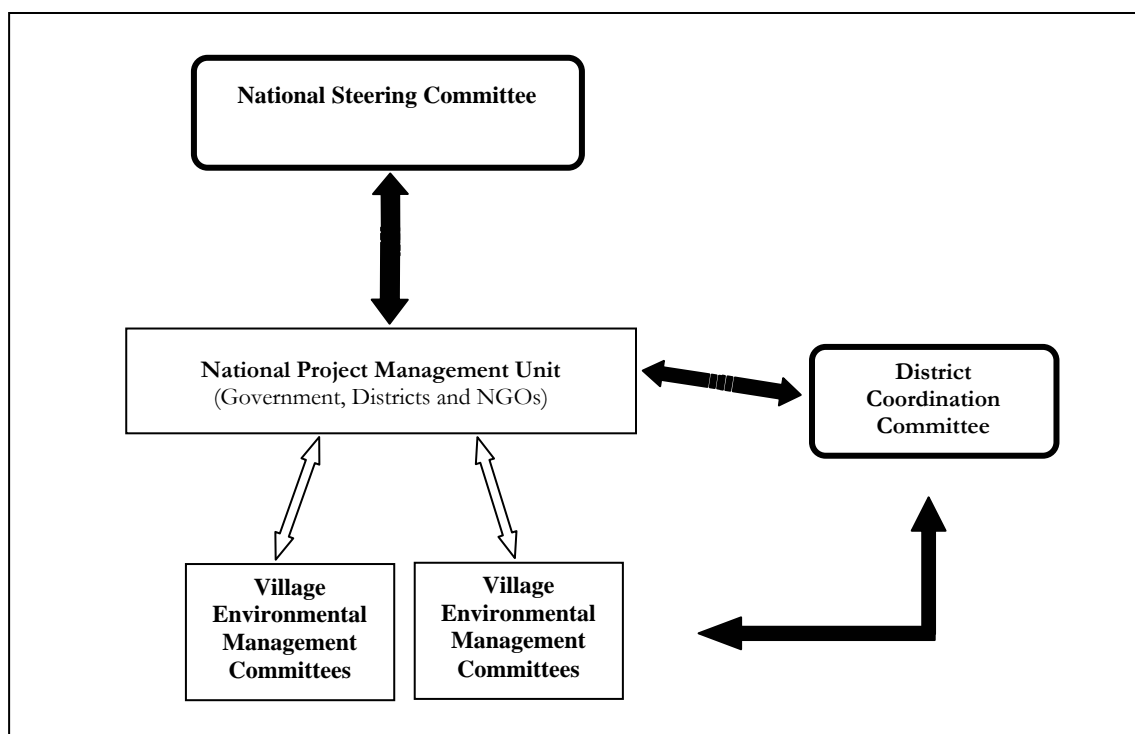 National Steering Committee
National Project Management Unit
(Government, Districts and NGOs)
District
Coordination
Committee
Village
Environmental
Management
Committees
Village
Environmental
Management
Committees